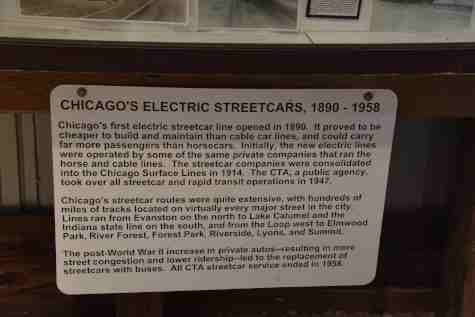 CHICAGO'S ELECTRIC STREETCARS, 1890 - 1958
Chicago's first electric streetcar line opened in 1890. It proved to be
cheaper to build and maintain than cable car lines, and could carry
far more passengers than horsecars. Initially, the new electric lines
were operated by some of the same private companies that ran the
horse and cable lines. The streetcar companies were consolidated
into the Chicago Surface Lines in 1914. The CTA, a public agency,
took over all streetcar and rapid transit operations in 1947.
Chicago's streetcar routes were quite extensive, with hundreds of
miles of tracks located on virtually every major street in the city.
Lines ran from Evanston on the north to Lake Calumet and the
Indiana state line on the south, and from the Loop west to Elmwood
Park, River Forest, Forest Park, Riverside, Lyons, and Summit.
The post-World War II increase in private autos--resulting in more
street congestion and lower ridership--led to the replacement of
streetcars with buses. All CTA streetcar service ended in 1958.